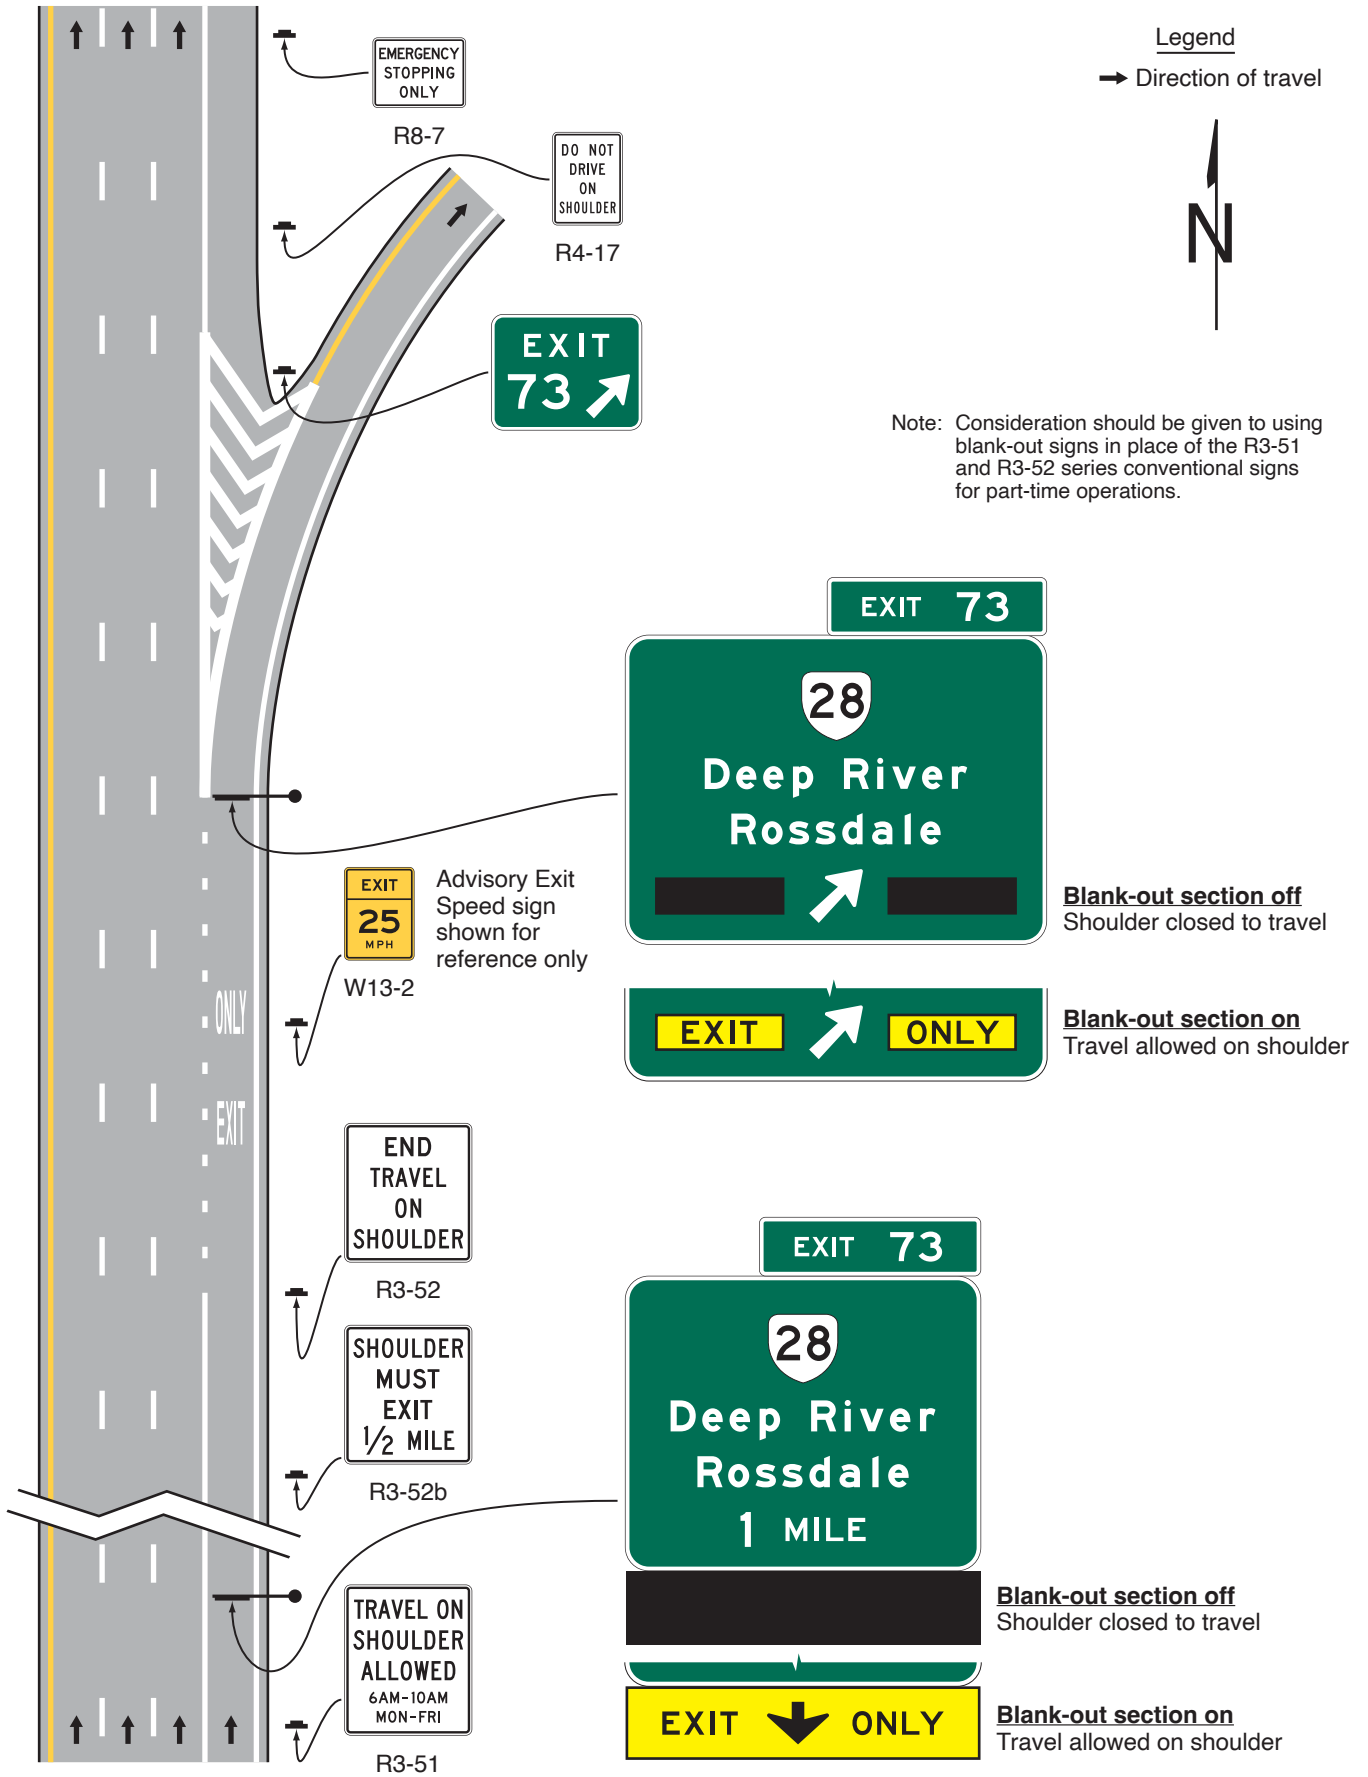 EMERGENCY
STOPPING
ONLY
R8-7
DO NOT
DRIVE
ON
SHOULDER
R4-17
Legend
Direction of travel
N
EXIT
73
Note: Consideration should be given to using
blank-out signs in place of the R3-51
and R3-52 series conventional signs
for part-time operations.
EXIT 73
28
Deep River
Rossdale
Blank-out section off
Shoulder closed to travel
EXIT ONLY
Blank-out section on
Travel allowed on shoulder
EXIT
25
MPH
W13-2
Advisory Exit
Speed sign
shown for
reference only
ONLY
EXIT
END
TRAVEL
ON
SHOULDER
R3-52
SHOULDER
MUST
EXIT
1/2 MILE
R3-52b
EXIT 73
28
Deep River
Rossdale
1 MILE
Blank-out section off
Shoulder closed to travel
EXIT ONLY
Blank-out section on
Travel allowed on shoulder
TRAVEL ON
SHOULDER
ALLOWED
6AM-10AM
MON-FRI
R3-51